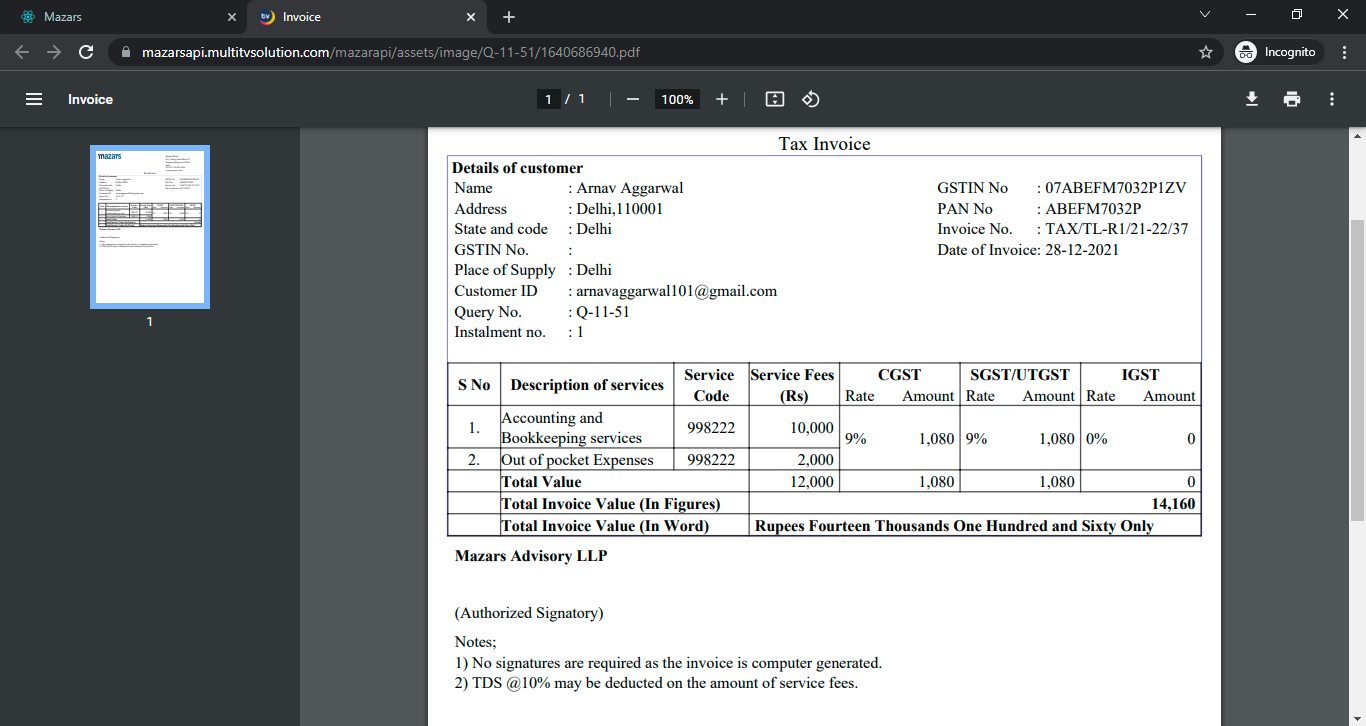 Mazars
Invoice
mazarsapi.multitvsolution.com/mazarapi/assets/image/Q-11-51/1640686940.pdf
Incognito
Invoice
1 / 1
100%
mazars
1
Tax Invoice
Details of customer
Name : Arnav Aggarwal GSTIN No : 07ABEFM7032P1ZV
Address : Delhi,110001 PAN No : ABEFM7032P
State and code : Delhi Invoice No. : TAX/TL-R1/21-22/37
GSTIN No. : Date of Invoice: 28-12-2021
Place of Supply : Delhi
Customer ID : arnavaggarwal101@gmail.com
Query No. : Q-11-51
Instalment no. : 1
S No Description of services Service Code Service Fees (Rs) CGST SGST/UTGST IGST
Rate Amount Rate Amount Rate Amount
1. Accounting and Bookkeeping services 998222 10,000 9% 1,080 9% 1,080 0% 0
2. Out of pocket Expenses 998222 2,000
Total Value 12,000 1,080 1,080 0
Total Invoice Value (In Figures) 14,160
Total Invoice Value (In Word) Rupees Fourteen Thousands One Hundred and Sixty Only
Mazars Advisory LLP
(Authorized Signatory)
Notes;
1) No signatures are required as the invoice is computer generated.
2) TDS @10% may be deducted on the amount of service fees.